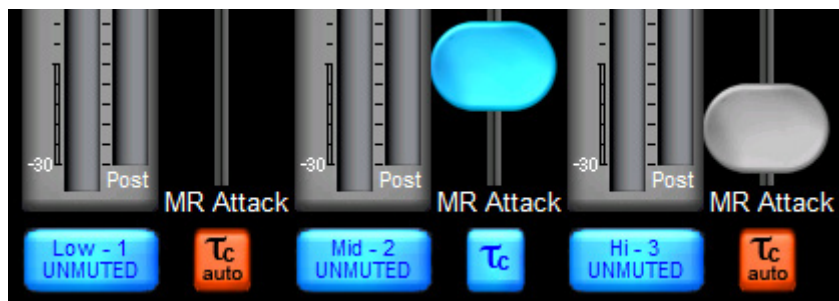 -30 Post MR Attack -30 Post MR Attack -30 Post MR Attack
Low - 1 τc Mid - 2 τc Hi - 3 τc
UNMUTED auto UNMUTED UNMUTED auto